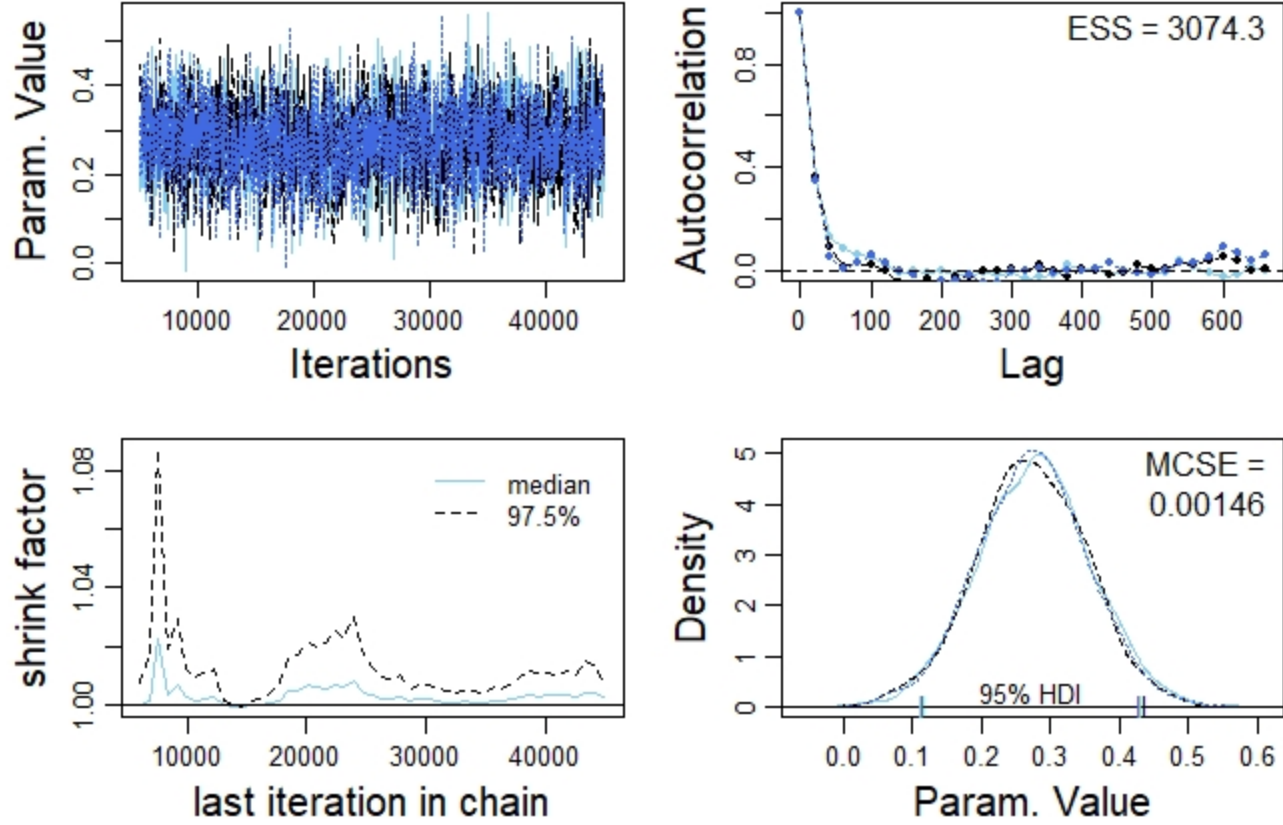 Param. Value
0.0 0.2 0.4
10000 20000 30000 40000
Iterations
ESS = 3074.3
Autocorrelation
0.0 0.4 0.8
0 100 200 300 400 500 600
Lag
median
97.5%
shrink factor
1.00 1.04 1.08
10000 20000 30000 40000
last iteration in chain
MCSE =
0.00146
Density
0 1 2 3 4 5
95% HDI
0.0 0.1 0.2 0.3 0.4 0.5 0.6
Param. Value